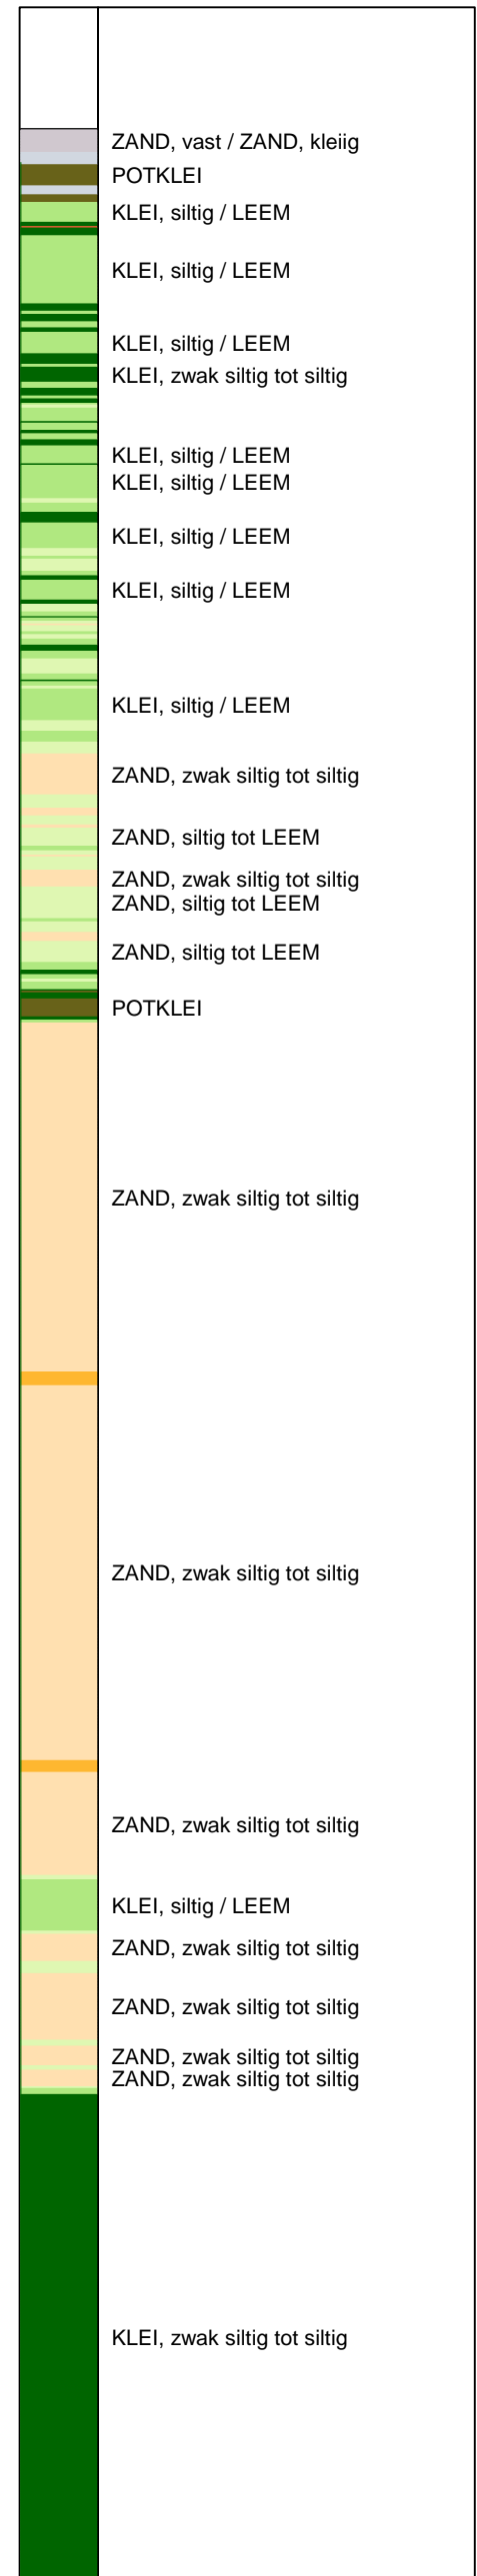 ZAND, vast / ZAND, kleiig
POTKLEI
KLEI, siltig / LEEM
KLEI, siltig / LEEM
KLEI, siltig / LEEM
KLEI, zwak siltig tot siltig
KLEI, siltig / LEEM
KLEI, siltig / LEEM
KLEI, siltig / LEEM
KLEI, siltig / LEEM
KLEI, siltig / LEEM
ZAND, zwak siltig tot siltig
ZAND, siltig tot LEEM
ZAND, zwak siltig tot siltig
ZAND, siltig tot LEEM
ZAND, siltig tot LEEM
POTKLEI
ZAND, zwak siltig tot siltig
ZAND, zwak siltig tot siltig
ZAND, zwak siltig tot siltig
KLEI, siltig / LEEM
ZAND, zwak siltig tot siltig
ZAND, zwak siltig tot siltig
ZAND, zwak siltig tot siltig
ZAND, zwak siltig tot siltig
KLEI, zwak siltig tot siltig